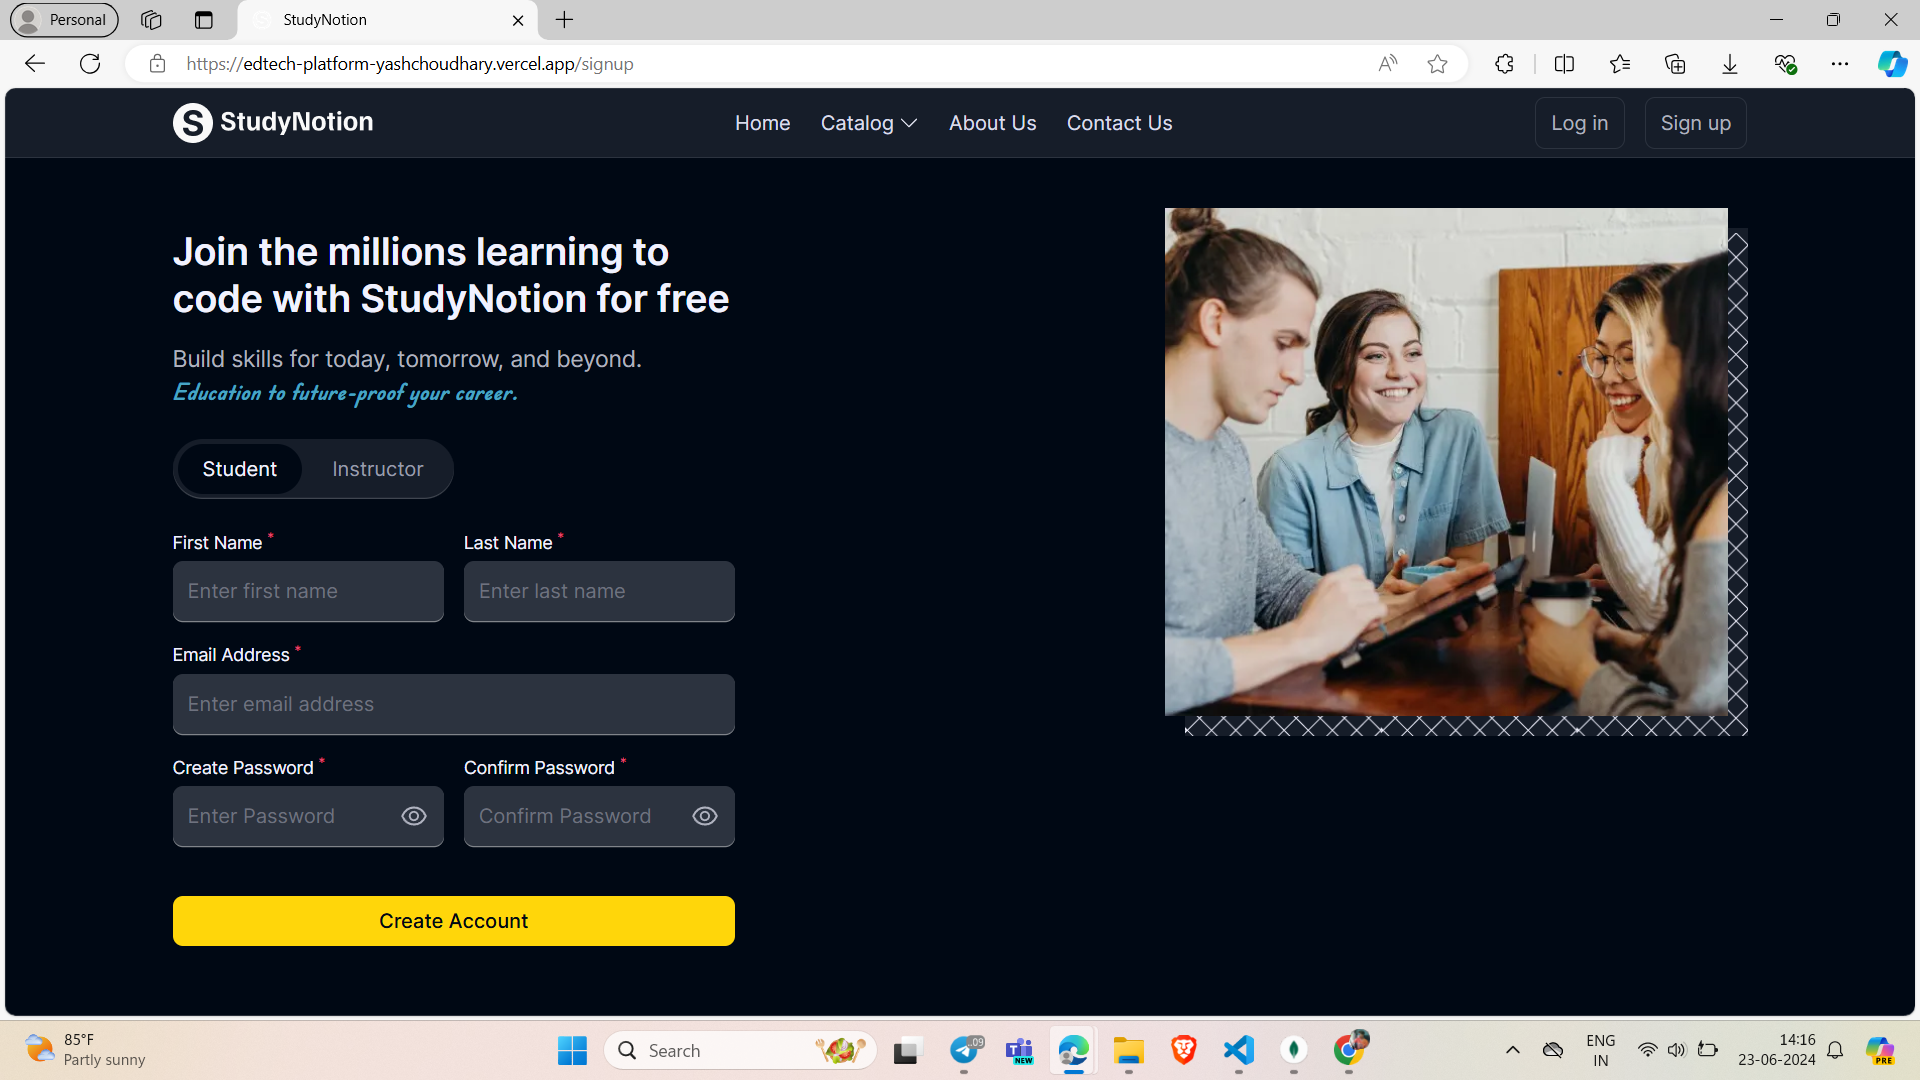 Personal
StudyNotion
https://edtech-platform-yashchoudhary.vercel.app/signup
StudyNotion
Home
Catalog
About Us
Contact Us
Log in
Sign up
Join the millions learning to
code with StudyNotion for free
Build skills for today, tomorrow, and beyond.
Education to future-proof your career.
Student
Instructor
First Name *
Last Name *
Enter first name
Enter last name
Email Address *
Enter email address
Create Password *
Confirm Password *
Enter Password
Confirm Password
Create Account
85°F
Partly sunny
Search
..09
NEW
ENG
IN
14:16
23-06-2024
PRE